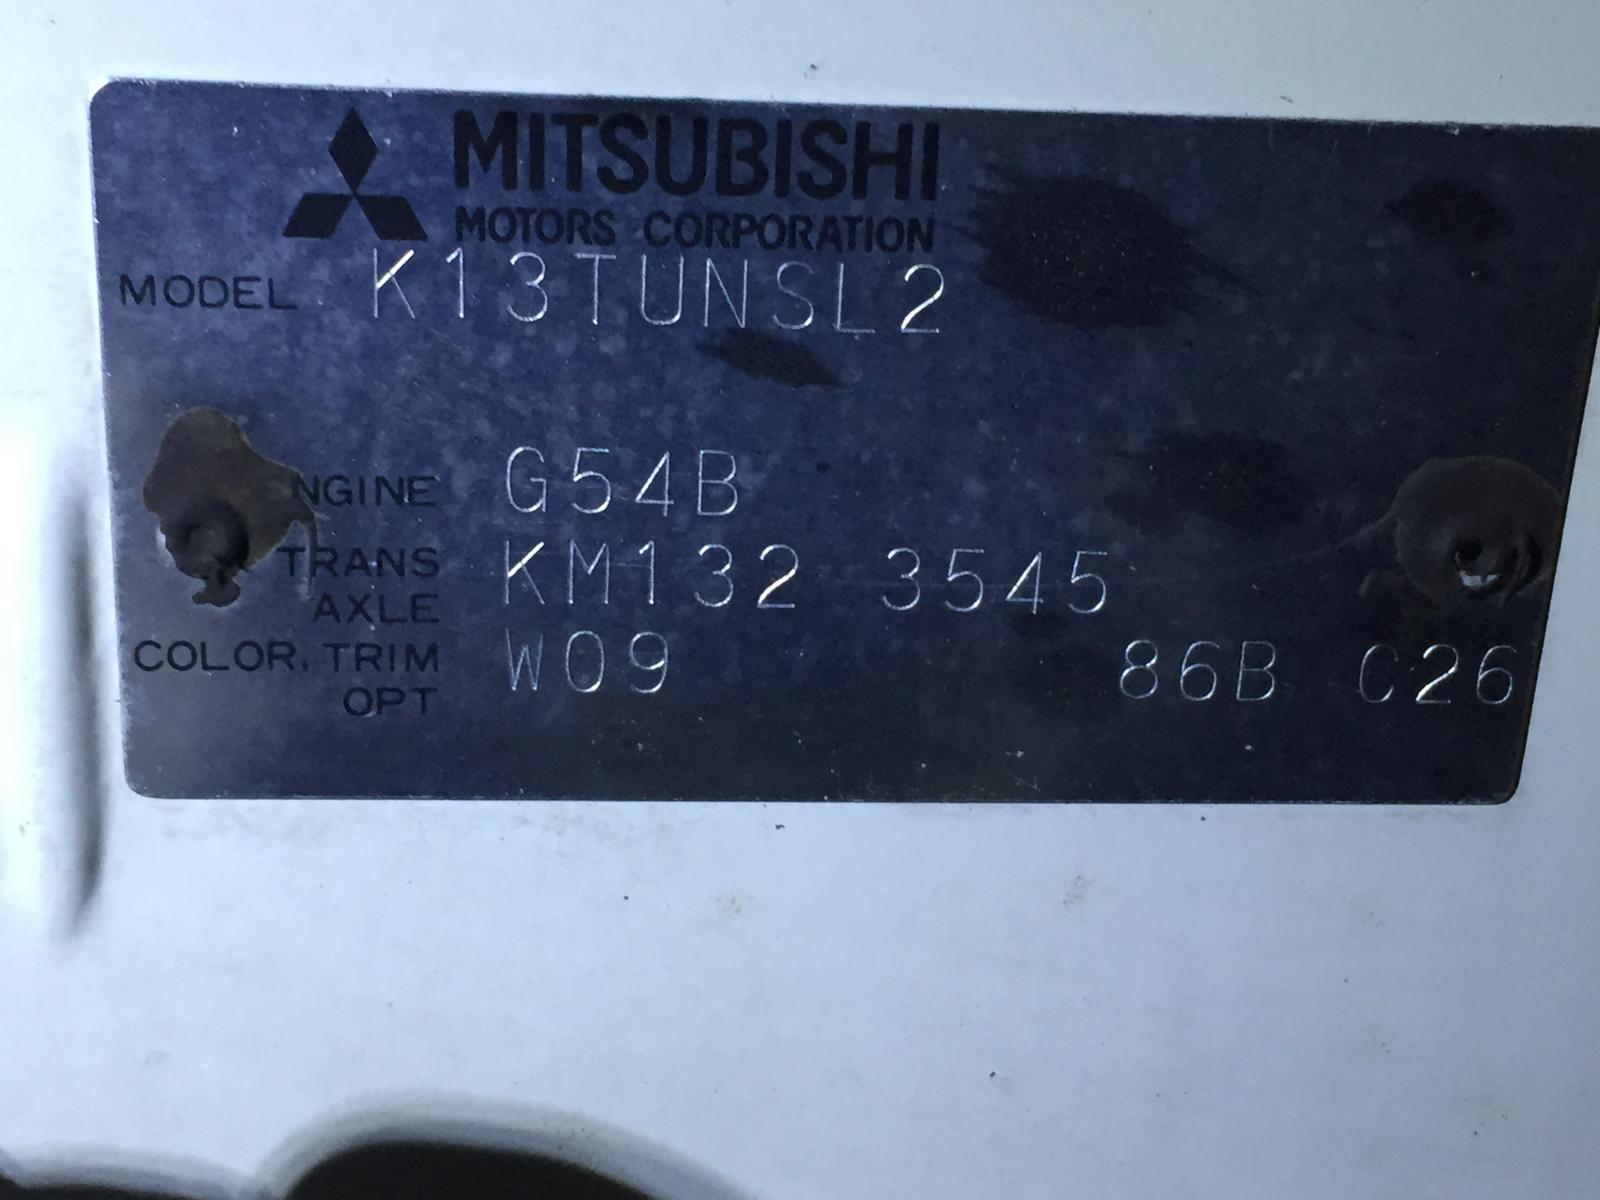 MITSUBISHI
MOTORS CORPORATION
MODEL K13TUNSL2
NGINE G54B
TRANS AXLE KM132 3545
COLOR, TRIM OPT W09 86B C26